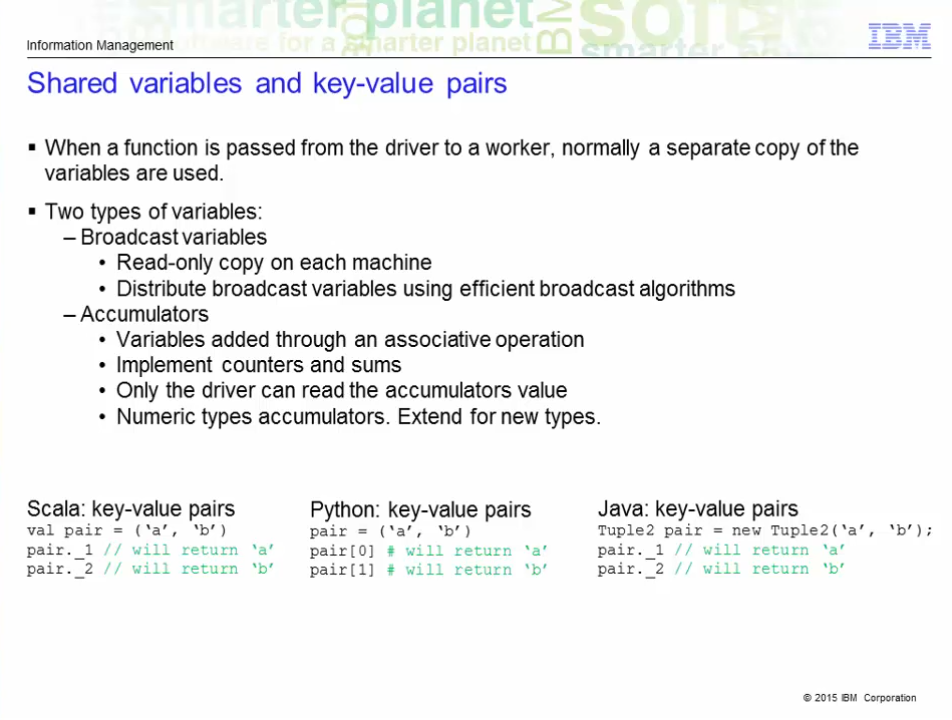 smarter planet
software for a smarter planet
IBM
soft
smarter
Information Management
IBM
Shared variables and key-value pairs
▪ When a function is passed from the driver to a worker, normally a separate copy of the
variables are used.
▪ Two types of variables:
– Broadcast variables
• Read-only copy on each machine
• Distribute broadcast variables using efficient broadcast algorithms
– Accumulators
• Variables added through an associative operation
• Implement counters and sums
• Only the driver can read the accumulators value
• Numeric types accumulators. Extend for new types.
Scala: key-value pairs
val pair = (‘a’, ‘b’)
pair._1 // will return ‘a’
pair._2 // will return ‘b’
Python: key-value pairs
pair = (‘a’, ‘b’)
pair[0] # will return ‘a’
pair[1] # will return ‘b’
Java: key-value pairs
Tuple2 pair = new Tuple2(‘a’, ‘b’);
pair._1 // will return ‘a’
pair._2 // will return ‘b’
© 2015 IBM Corporation